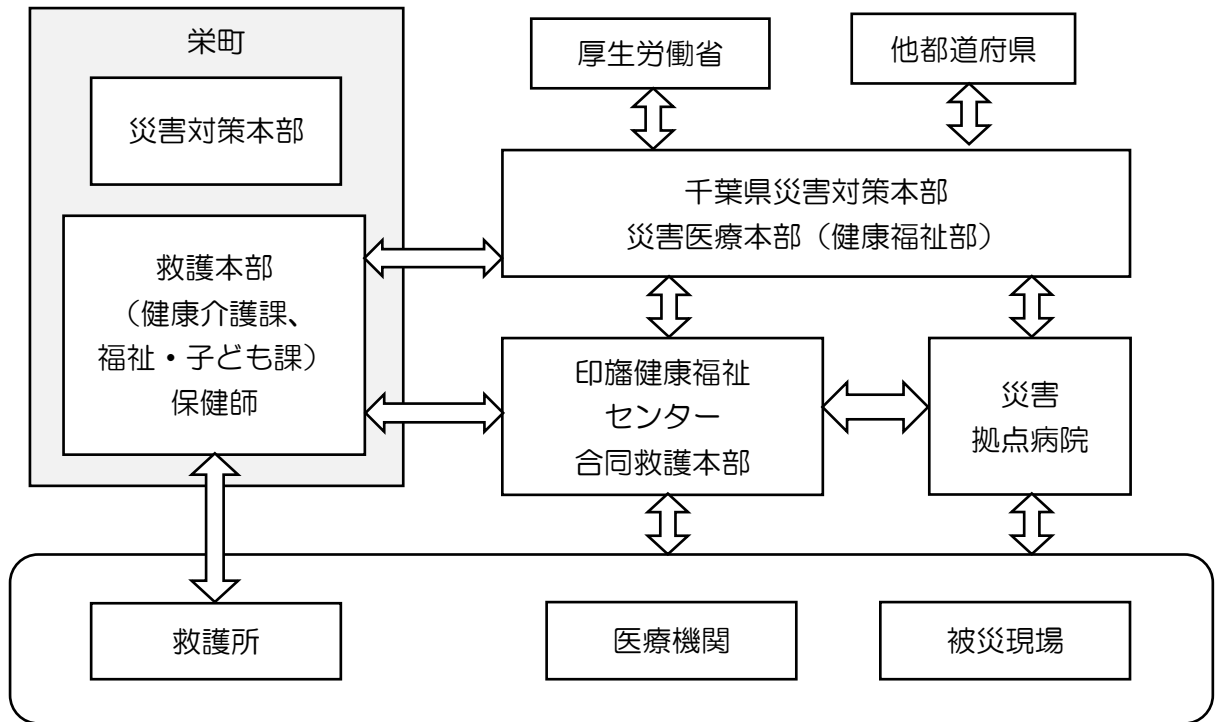 栄町
災害対策本部
救護本部
（健康介護課、
福祉・子ども課）
保健師
厚生労働省
他都道府県
千葉県災害対策本部
災害医療本部（健康福祉部）
印旛健康福祉
センター
合同救護本部
災害
拠点病院
救護所
医療機関
被災現場